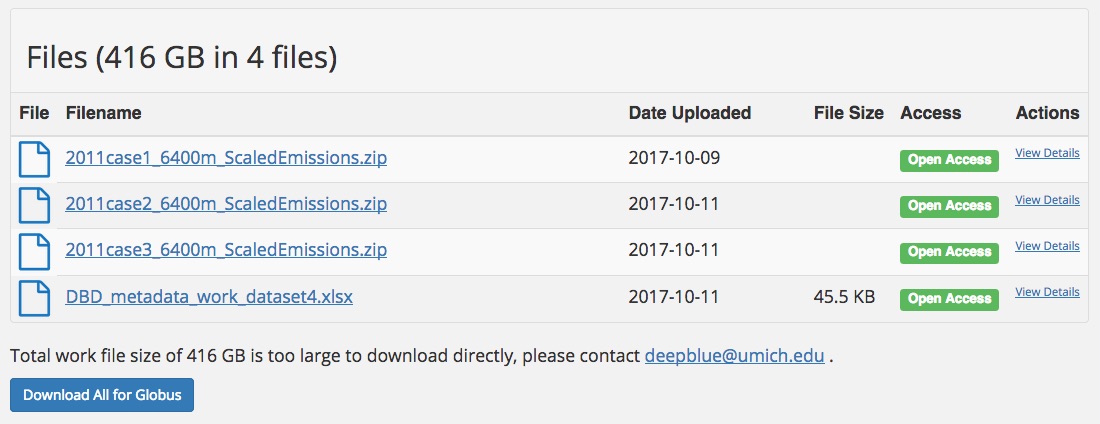 Files (416 GB in 4 files)
File Filename Date Uploaded File Size Access Actions
2011case1_6400m_ScaledEmissions.zip 2017-10-09 Open Access View Details
2011case2_6400m_ScaledEmissions.zip 2017-10-11 Open Access View Details
2011case3_6400m_ScaledEmissions.zip 2017-10-11 Open Access View Details
DBD_metadata_work_dataset4.xlsx 2017-10-11 45.5 KB Open Access View Details
Total work file size of 416 GB is too large to download directly, please contact deepblue@umich.edu .
Download All for Globus